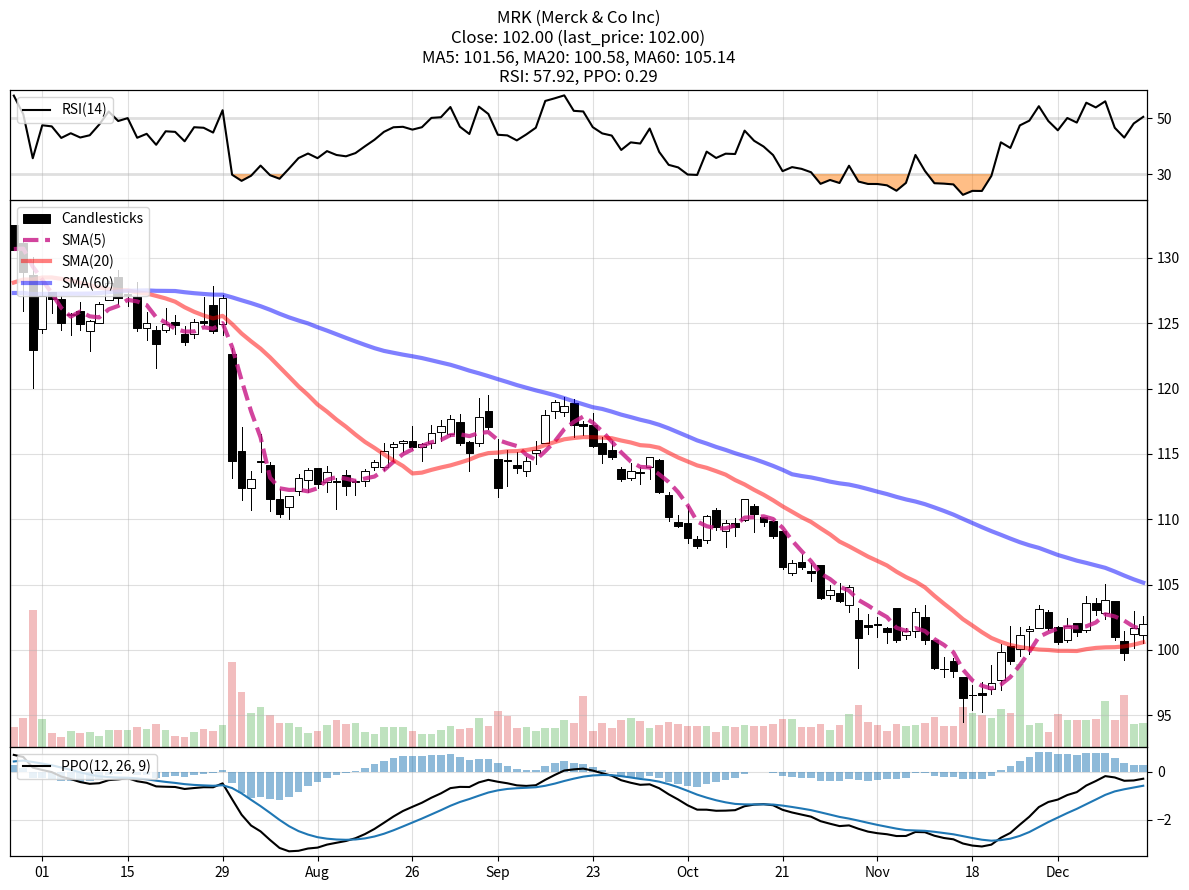 MRK (Merck & Co Inc)
Close: 102.00 (last_price: 102.00)
MA5: 101.56, MA20: 100.58, MA60: 105.14
RSI: 57.92, PPO: 0.29
RSI(14)
50
30
Candlesticks
SMA(5)
SMA(20)
SMA(60)
130
125
120
115
110
105
100
95
PPO(12, 26, 9)
0
−2
01 15 29 Aug 26 Sep 23 Oct 21 Nov 18 Dec